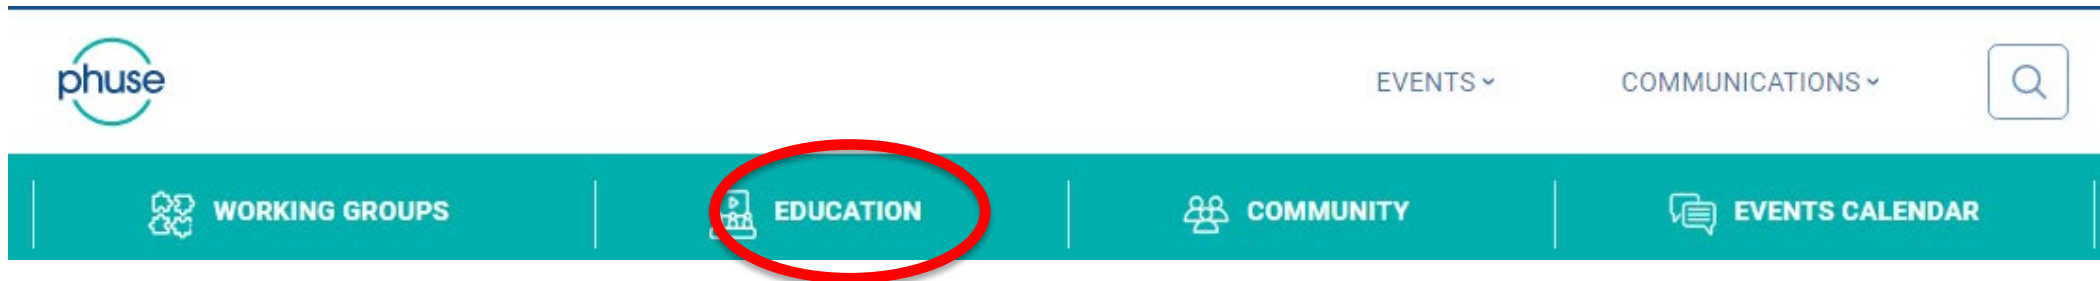 phuse
EVENTS
COMMUNICATIONS
WORKING GROUPS
EDUCATION
COMMUNITY
EVENTS CALENDAR